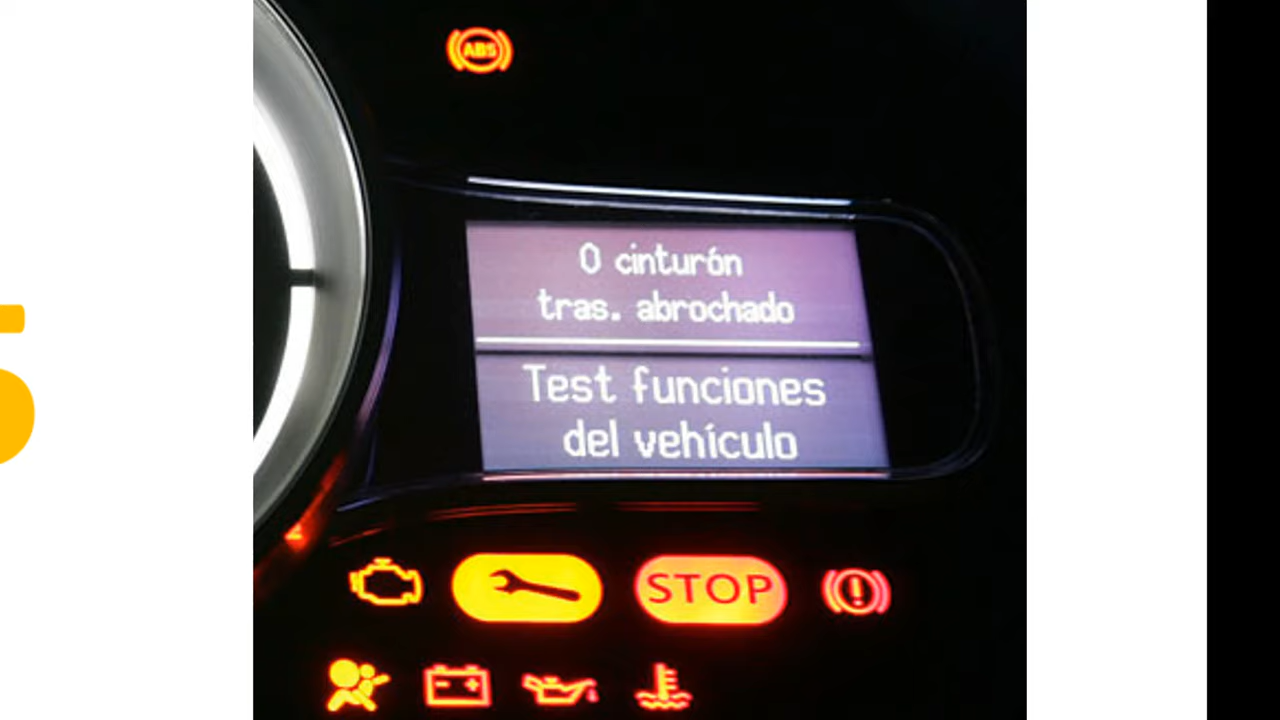 ABS
0 cinturón
tras. abrochado
Test funciones
del vehículo
STOP